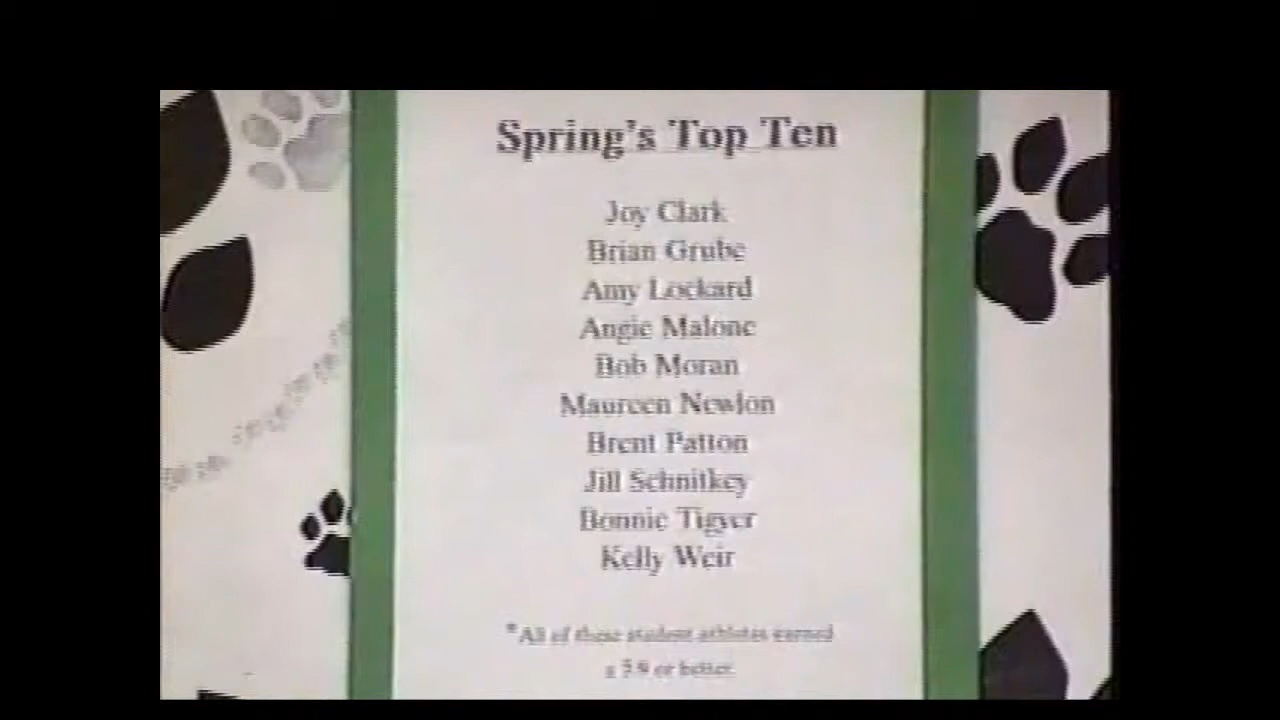 Spring's Top Ten
Joy Clark
Brian Grube
Amy Lockard
Angie Malone
Bob Moran
Maureen Newlon
Brent Patton
Jill Schnitkey
Bonnie Tigyer
Kelly Weir
*All of these student athletes earned
a 3.9 or better.